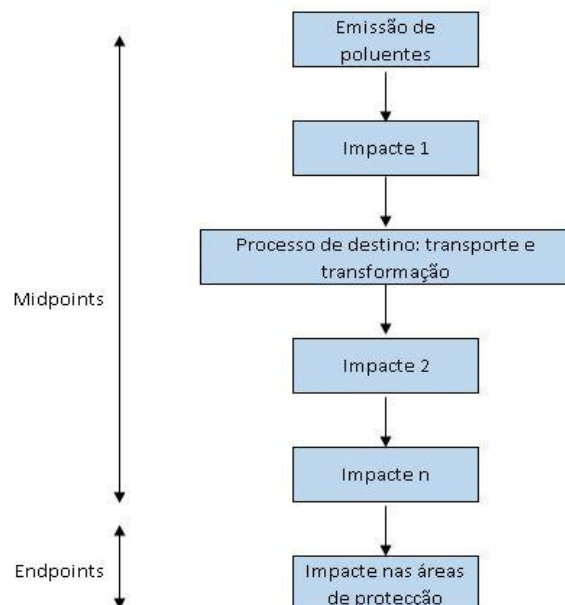 Emissão de
poluentes
Impacte 1
Processo de destino: transporte e
transformação
Midpoints
Impacte 2
Impacte n
Endpoints
Impacte nas áreas
de protecção